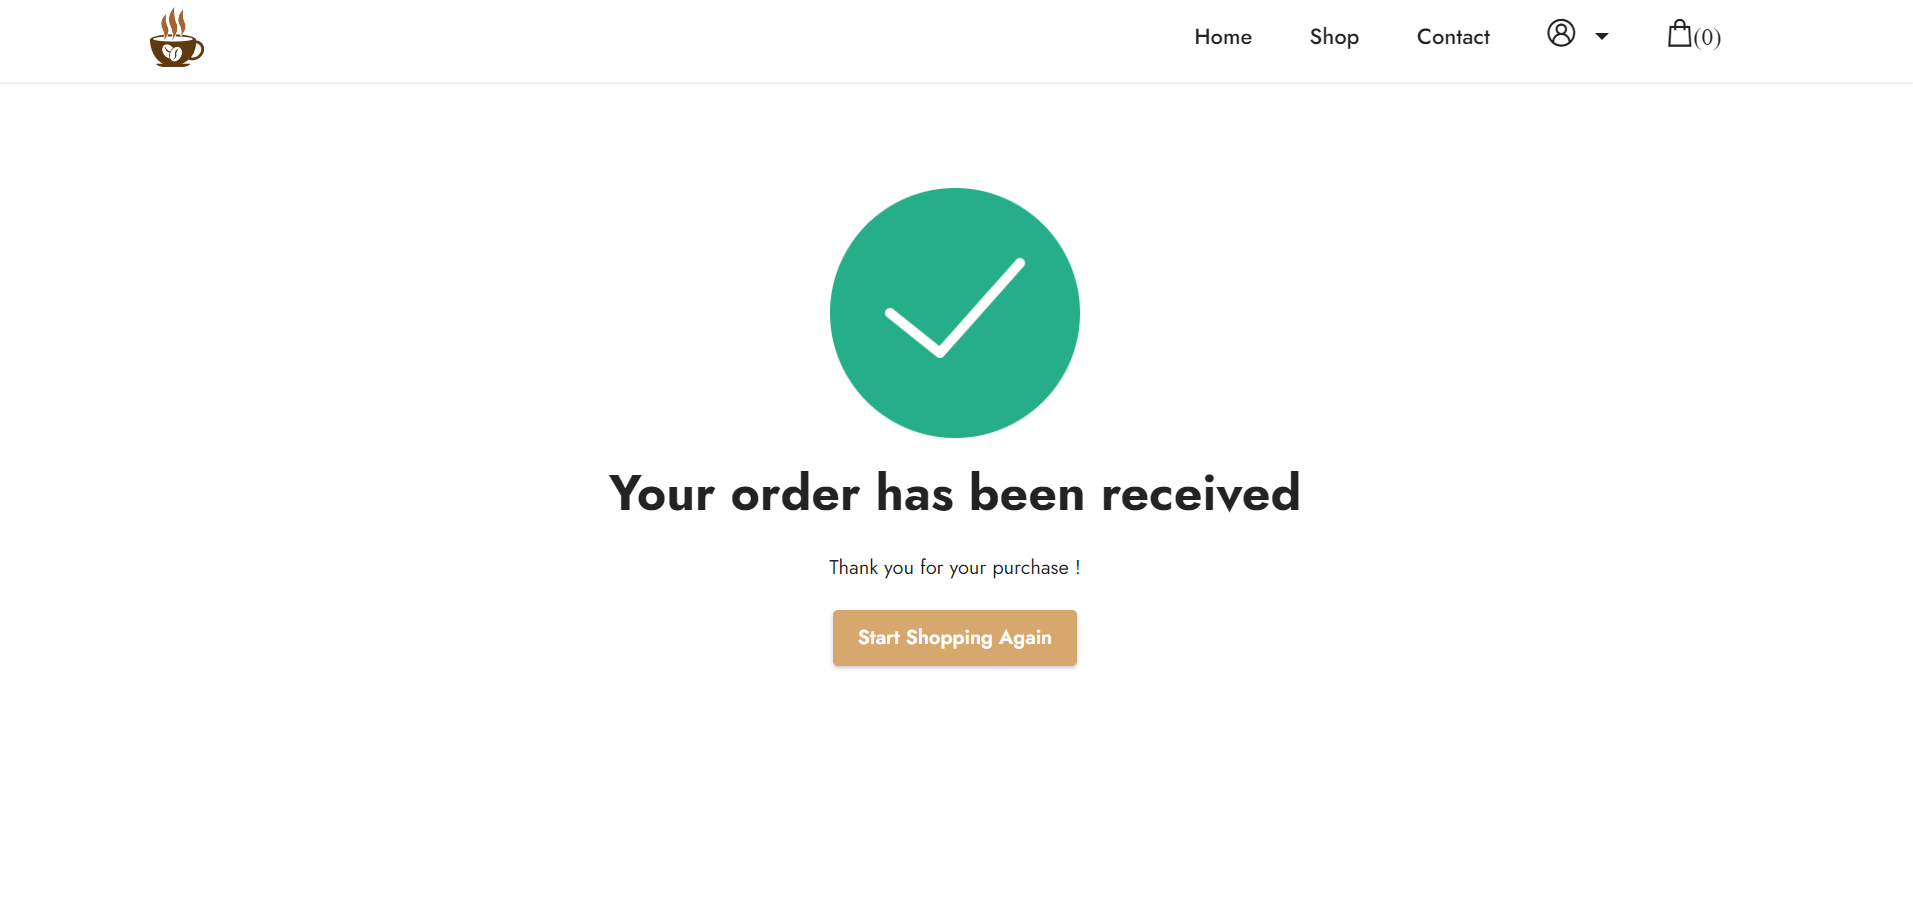 Home Shop Contact (0)
Your order has been received
Thank you for your purchase !
Start Shopping Again